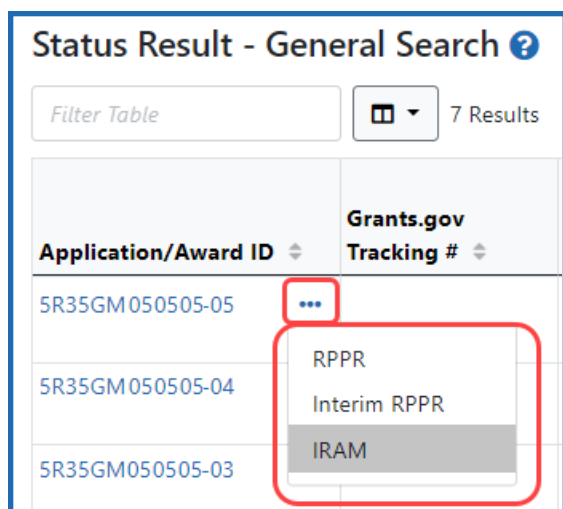 Status Result - General Search ?
Filter Table
7 Results
Grants.gov
Application/Award ID Tracking #
5R35GM050505-05 •••
RPPR
5R35GM050505-04
Interim RPPR
IRAM
5R35GM050505-03